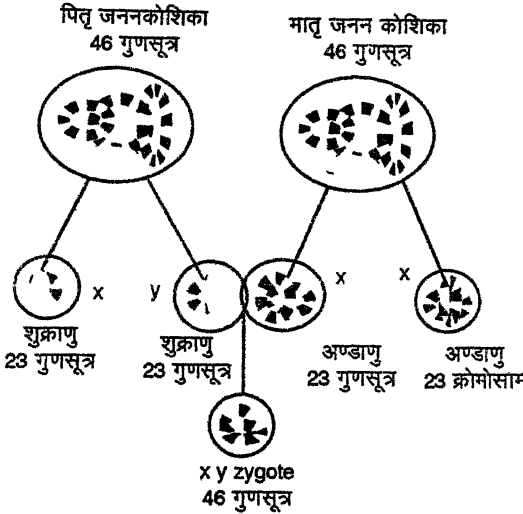 पितृ जननकोशिका
46 गुणसूत्र
मातृ जनन कोशिका
46 गुणसूत्र
x
y
x
x
शुक्राणु
23 गुणसूत्र
शुक्राणु
23 गुणसूत्र
अण्डाणु
23 गुणसूत्र
अण्डाणु
23 क्रोमोसाम
x y zygote
46 गुणसूत्र